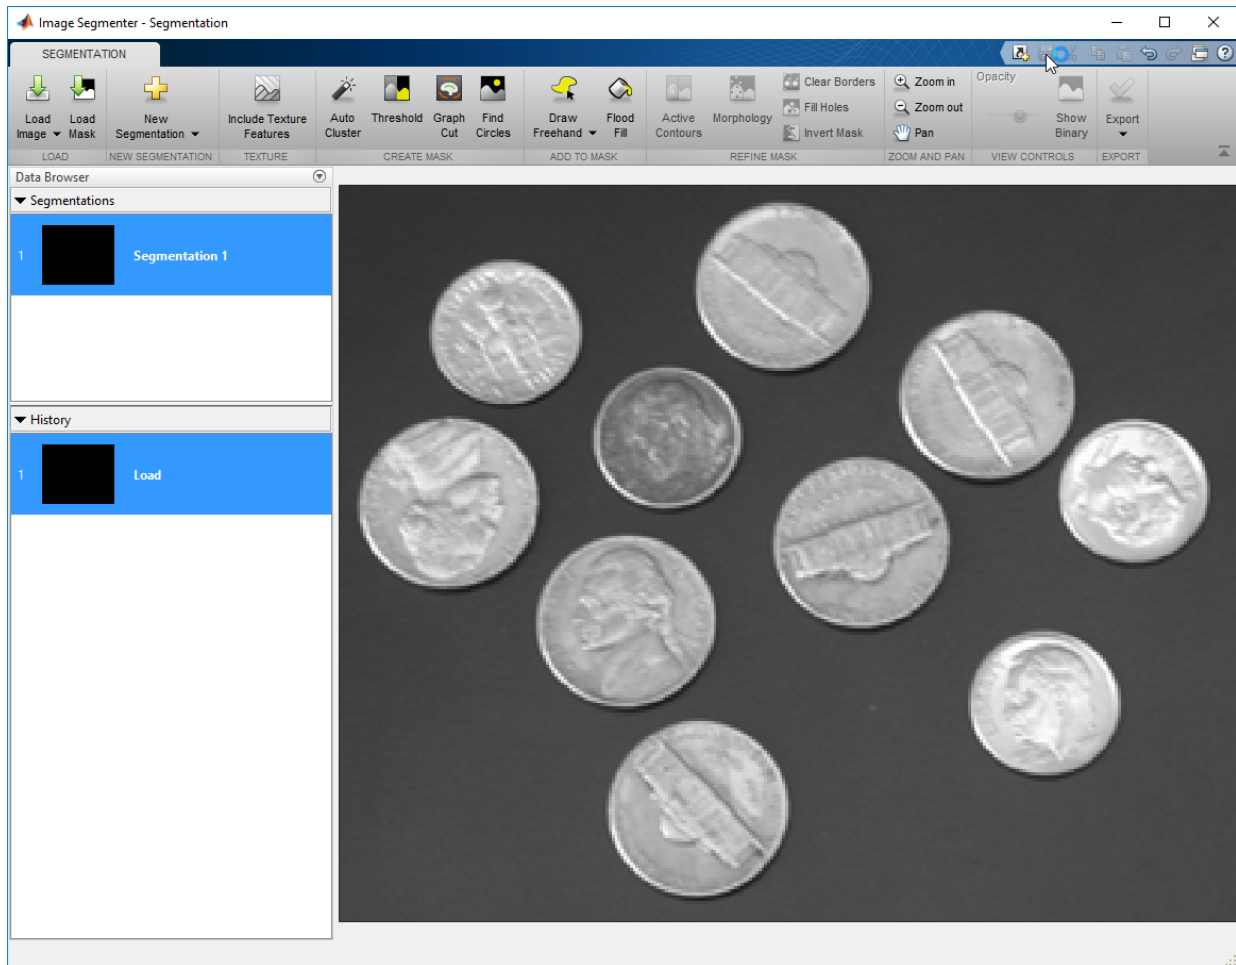 Image Segmenter - Segmentation
SEGMENTATION
Load Image
Load Mask
New Segmentation
Include Texture Features
Auto Cluster
Threshold
Graph Cut
Find Circles
Draw Freehand
Flood Fill
Active Contours
Morphology
Clear Borders
Fill Holes
Invert Mask
Zoom in
Zoom out
Pan
Opacity
Show Binary
Export
LOAD
NEW SEGMENTATION
TEXTURE
CREATE MASK
ADD TO MASK
REFINE MASK
ZOOM AND PAN
VIEW CONTROLS
EXPORT
Data Browser
Segmentations
1 Segmentation 1
History
1 Load